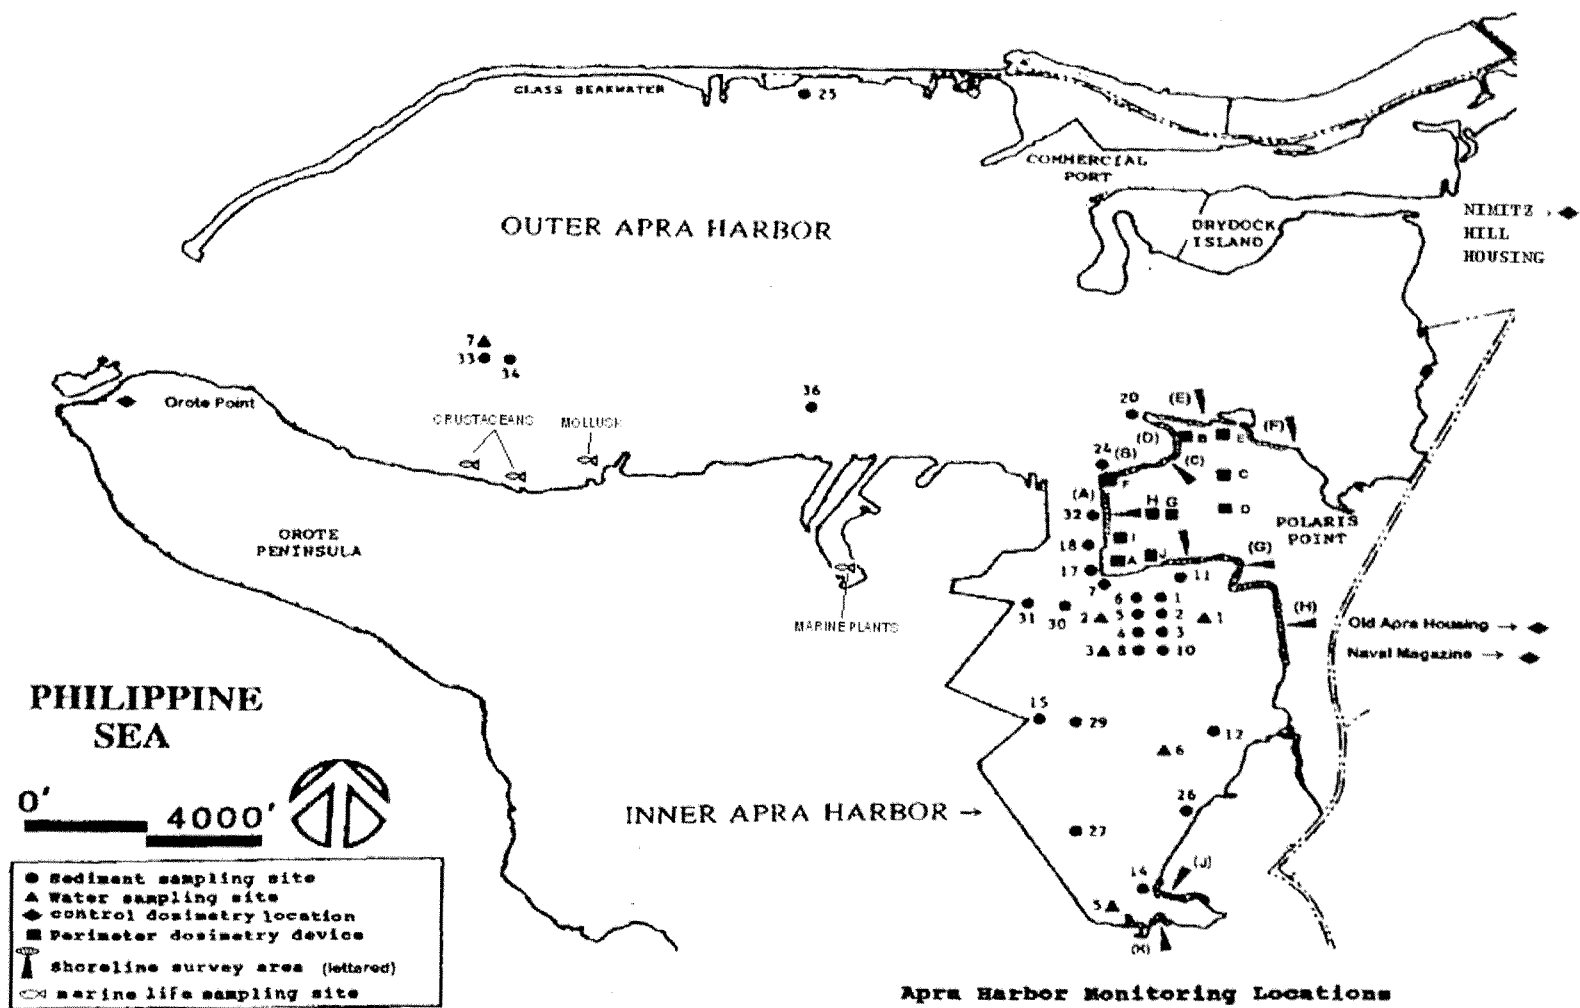 GLASS BEAKWATER
25
COMMERCIAL
PORT
OUTER APRA HARBOR
DRYDOCK
ISLAND
NIMITZ
HILL
HOUSING
7
33
34
36
Orote Point
CRUSTACEANS
MOLLUSK
20
(E)
(F)
(D)
B
E
24
(B)
(C)
F
C
(A)
H
G
D
32
OROTE
PENINSULA
POLARIS
POINT
I
18
A
J
(G)
17
11
7
MARINE PLANTS
31
30
6
1
2
5
2
1
4
3
3
8
10
(H)
Old Apra Housing →
Naval Magazine →
PHILIPPINE
SEA
15
29
12
6
0'
4000'
INNER APRA HARBOR →
26
27
14
(J)
5
(K)
Sediment sampling site
Water sampling site
control dosimetry location
Perimeter dosimetry device
Shoreline survey area (lettered)
marine life sampling site
Apra Harbor Monitoring Locations